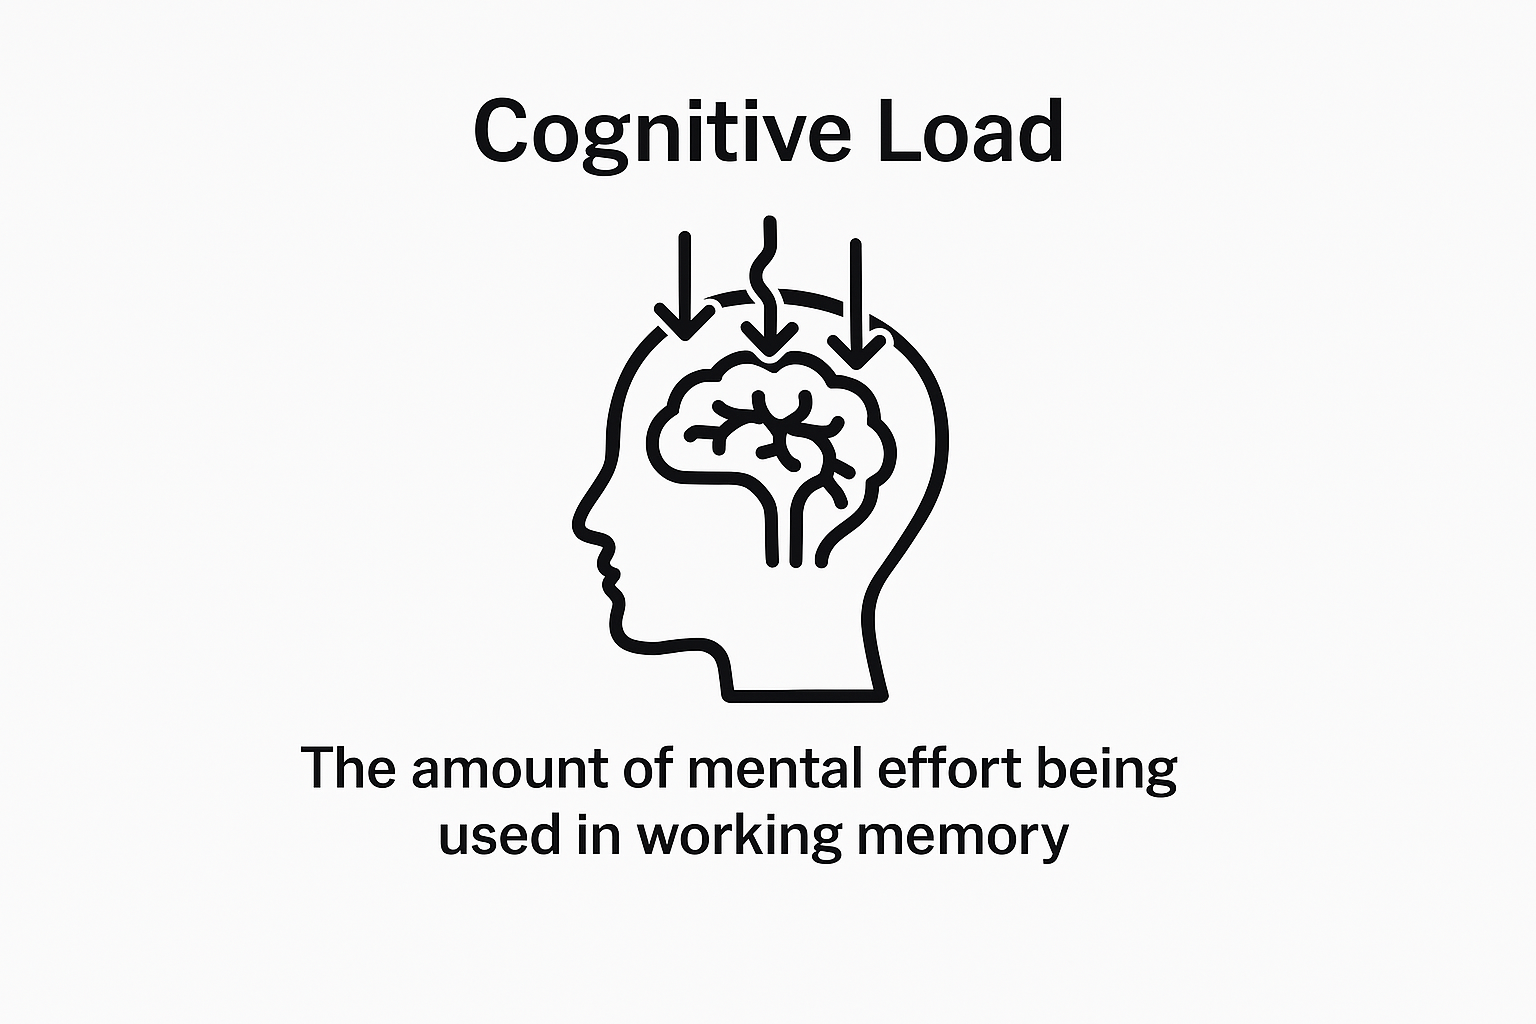 Cognitive Load
The amount of mental effort being
used in working memory